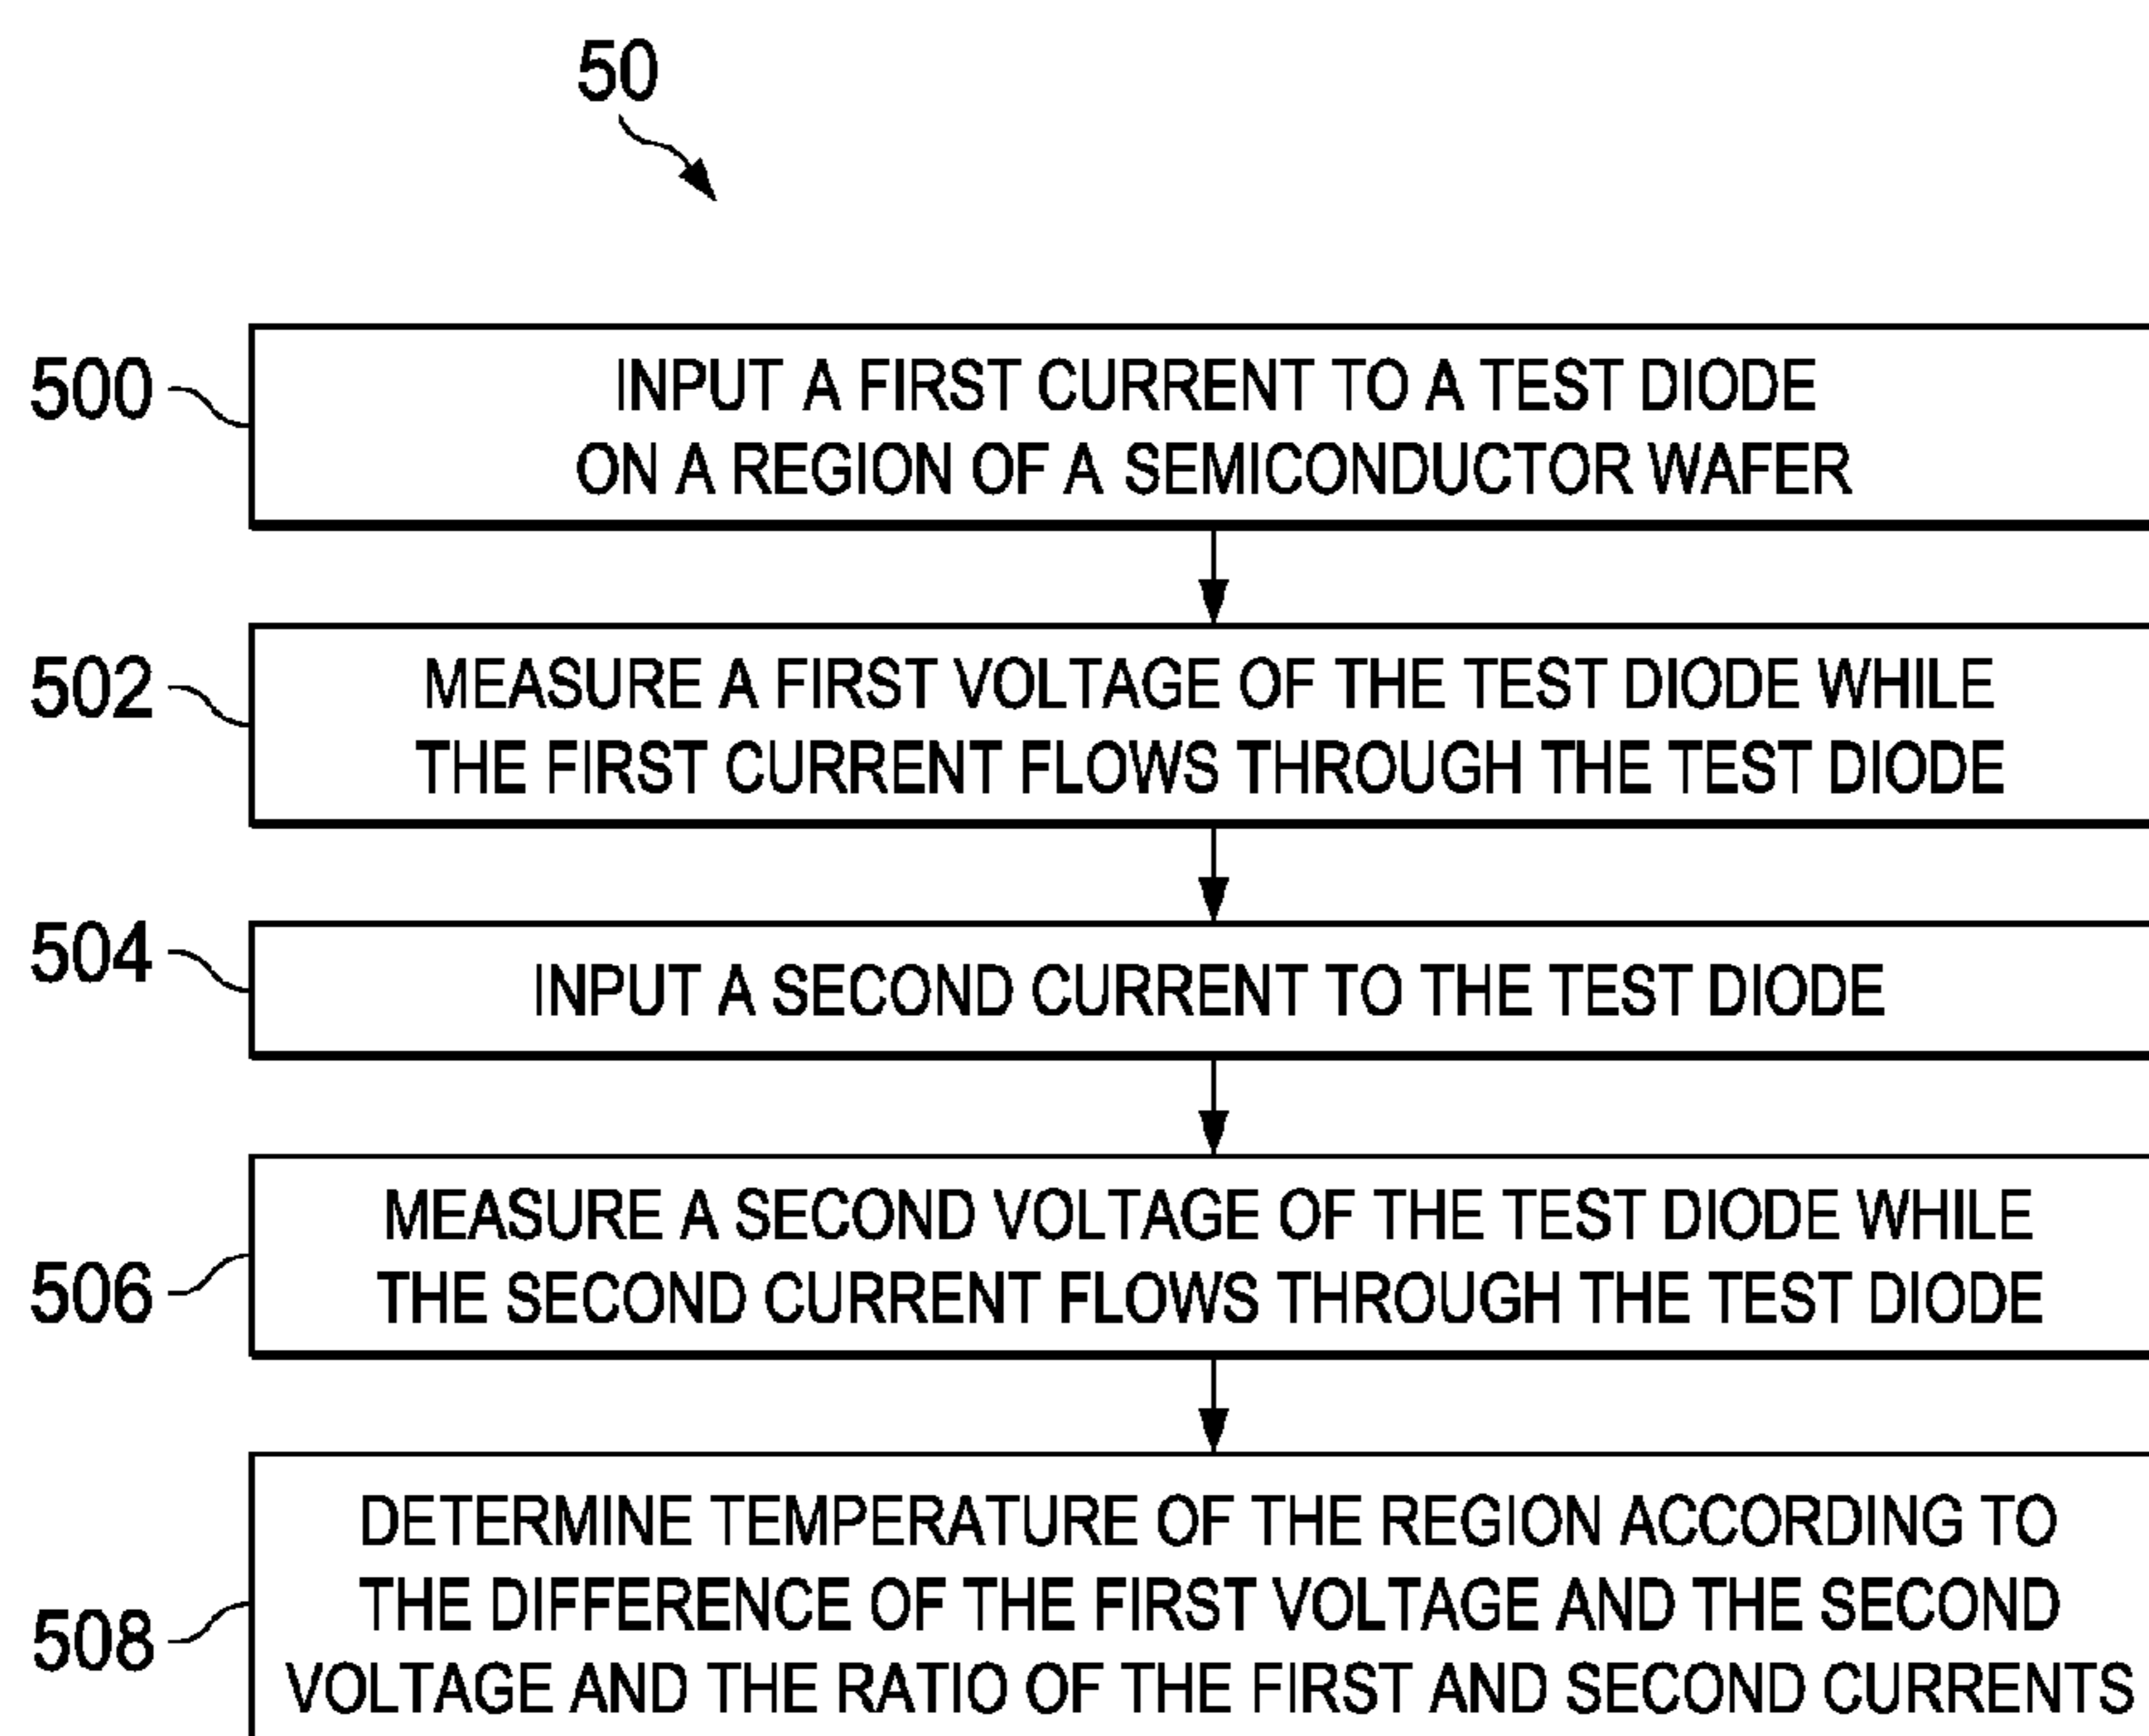 50
500
INPUT A FIRST CURRENT TO A TEST DIODE
ON A REGION OF A SEMICONDUCTOR WAFER
502
MEASURE A FIRST VOLTAGE OF THE TEST DIODE WHILE
THE FIRST CURRENT FLOWS THROUGH THE TEST DIODE
504
INPUT A SECOND CURRENT TO THE TEST DIODE
506
MEASURE A SECOND VOLTAGE OF THE TEST DIODE WHILE
THE SECOND CURRENT FLOWS THROUGH THE TEST DIODE
508
DETERMINE TEMPERATURE OF THE REGION ACCORDING TO
THE DIFFERENCE OF THE FIRST VOLTAGE AND THE SECOND
VOLTAGE AND THE RATIO OF THE FIRST AND SECOND CURRENTS